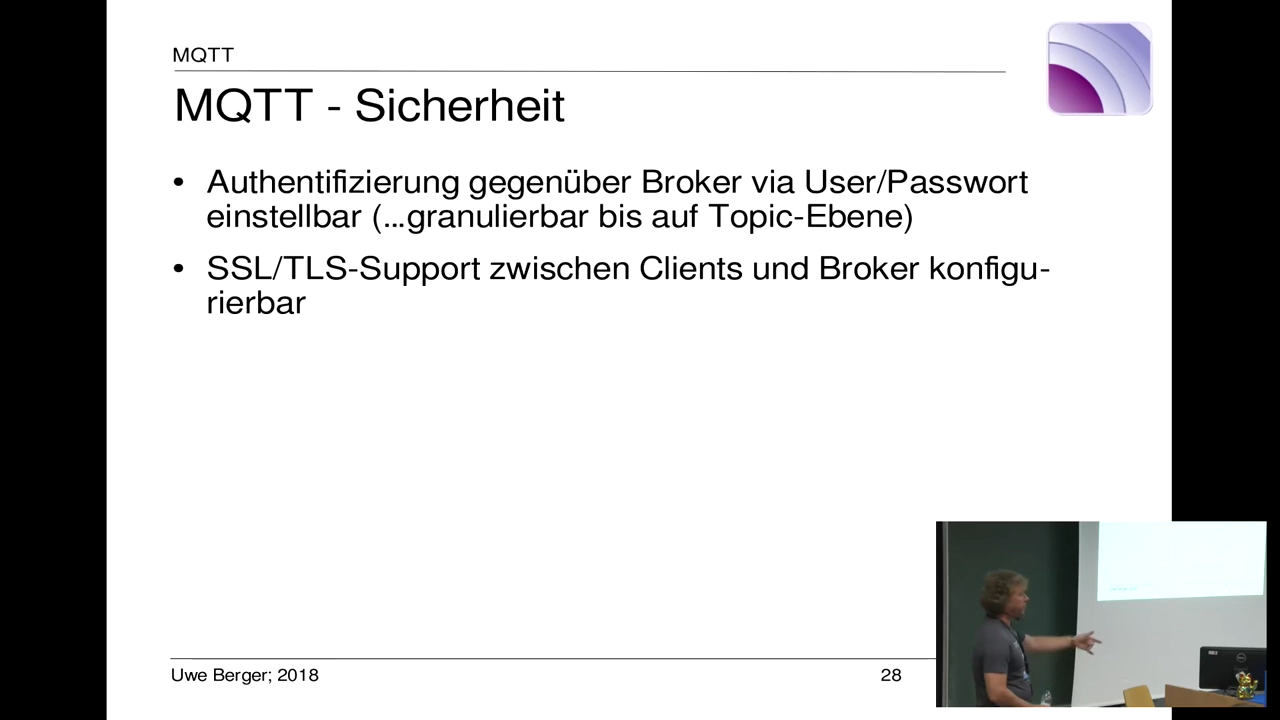 MQTT
MQTT - Sicherheit
• Authentifizierung gegenüber Broker via User/Passwort
einstellbar (...granulierbar bis auf Topic-Ebene)
• SSL/TLS-Support zwischen Clients und Broker konfigu-
rierbar
Uwe Berger; 2018
28